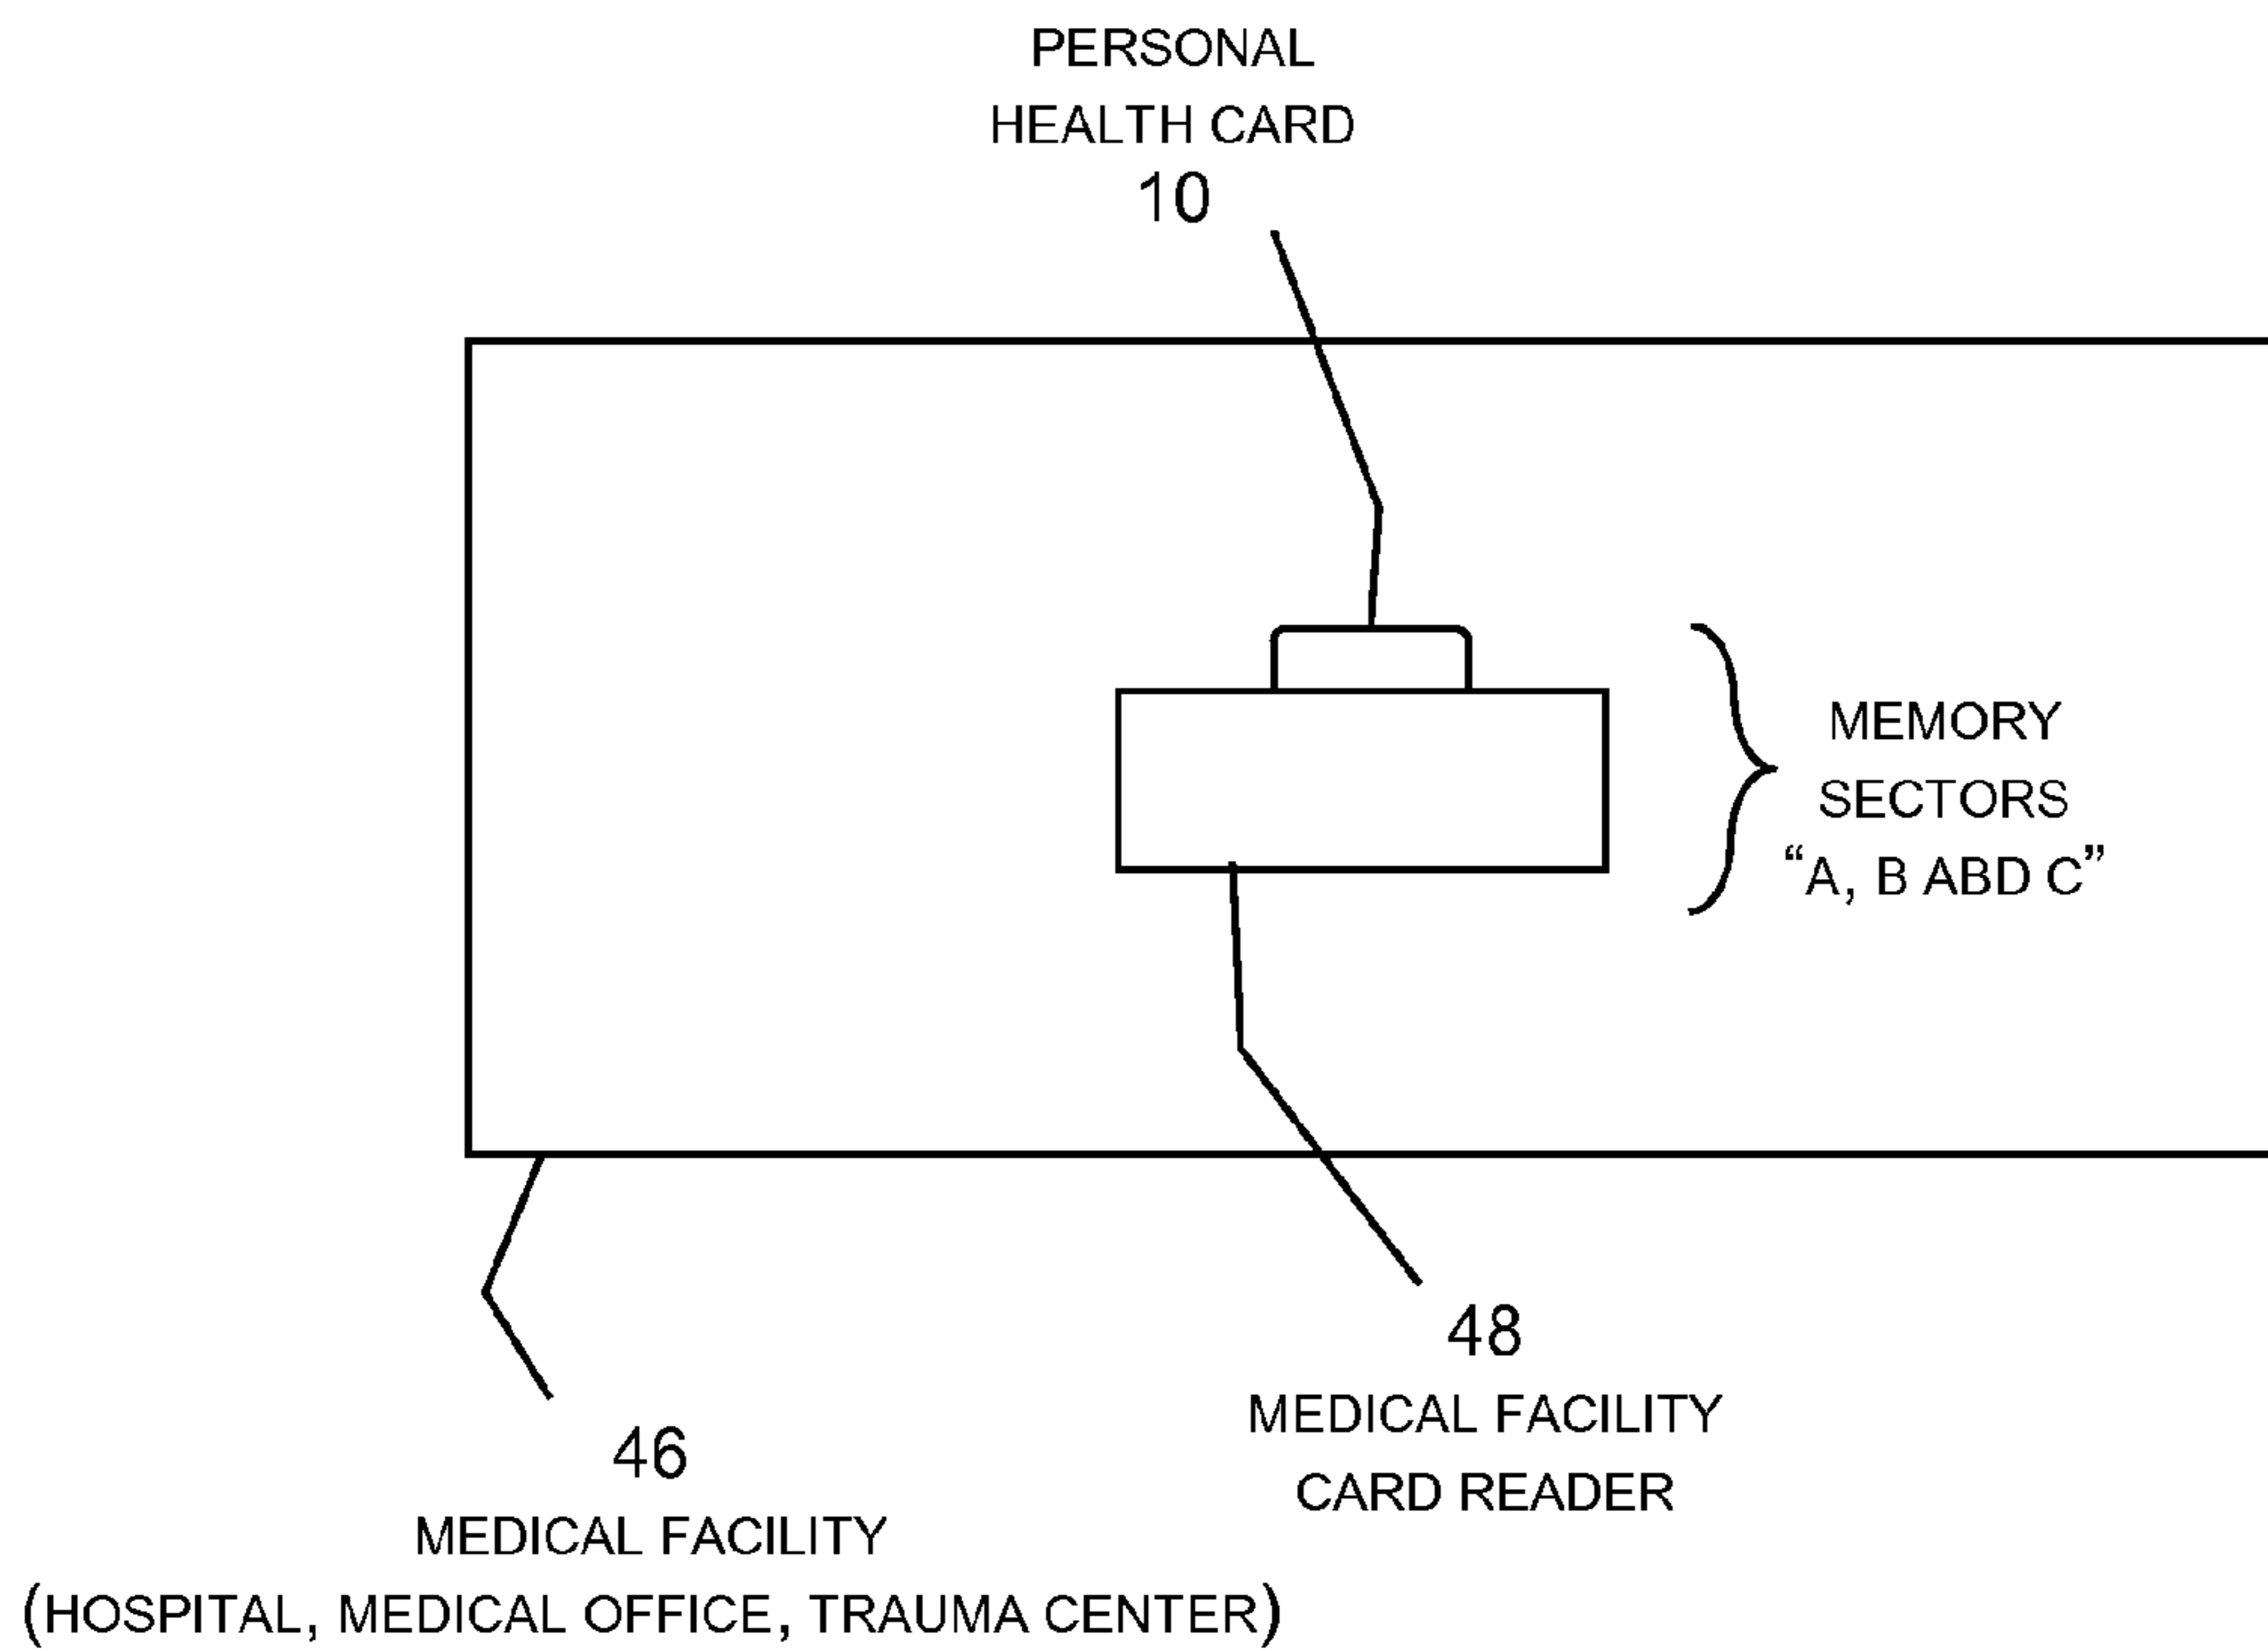 PERSONAL
HEALTH CARD
10
MEMORY
SECTORS
“A, B ABD C”
48
MEDICAL FACILITY
CARD READER
46
MEDICAL FACILITY
(HOSPITAL, MEDICAL OFFICE, TRAUMA CENTER)